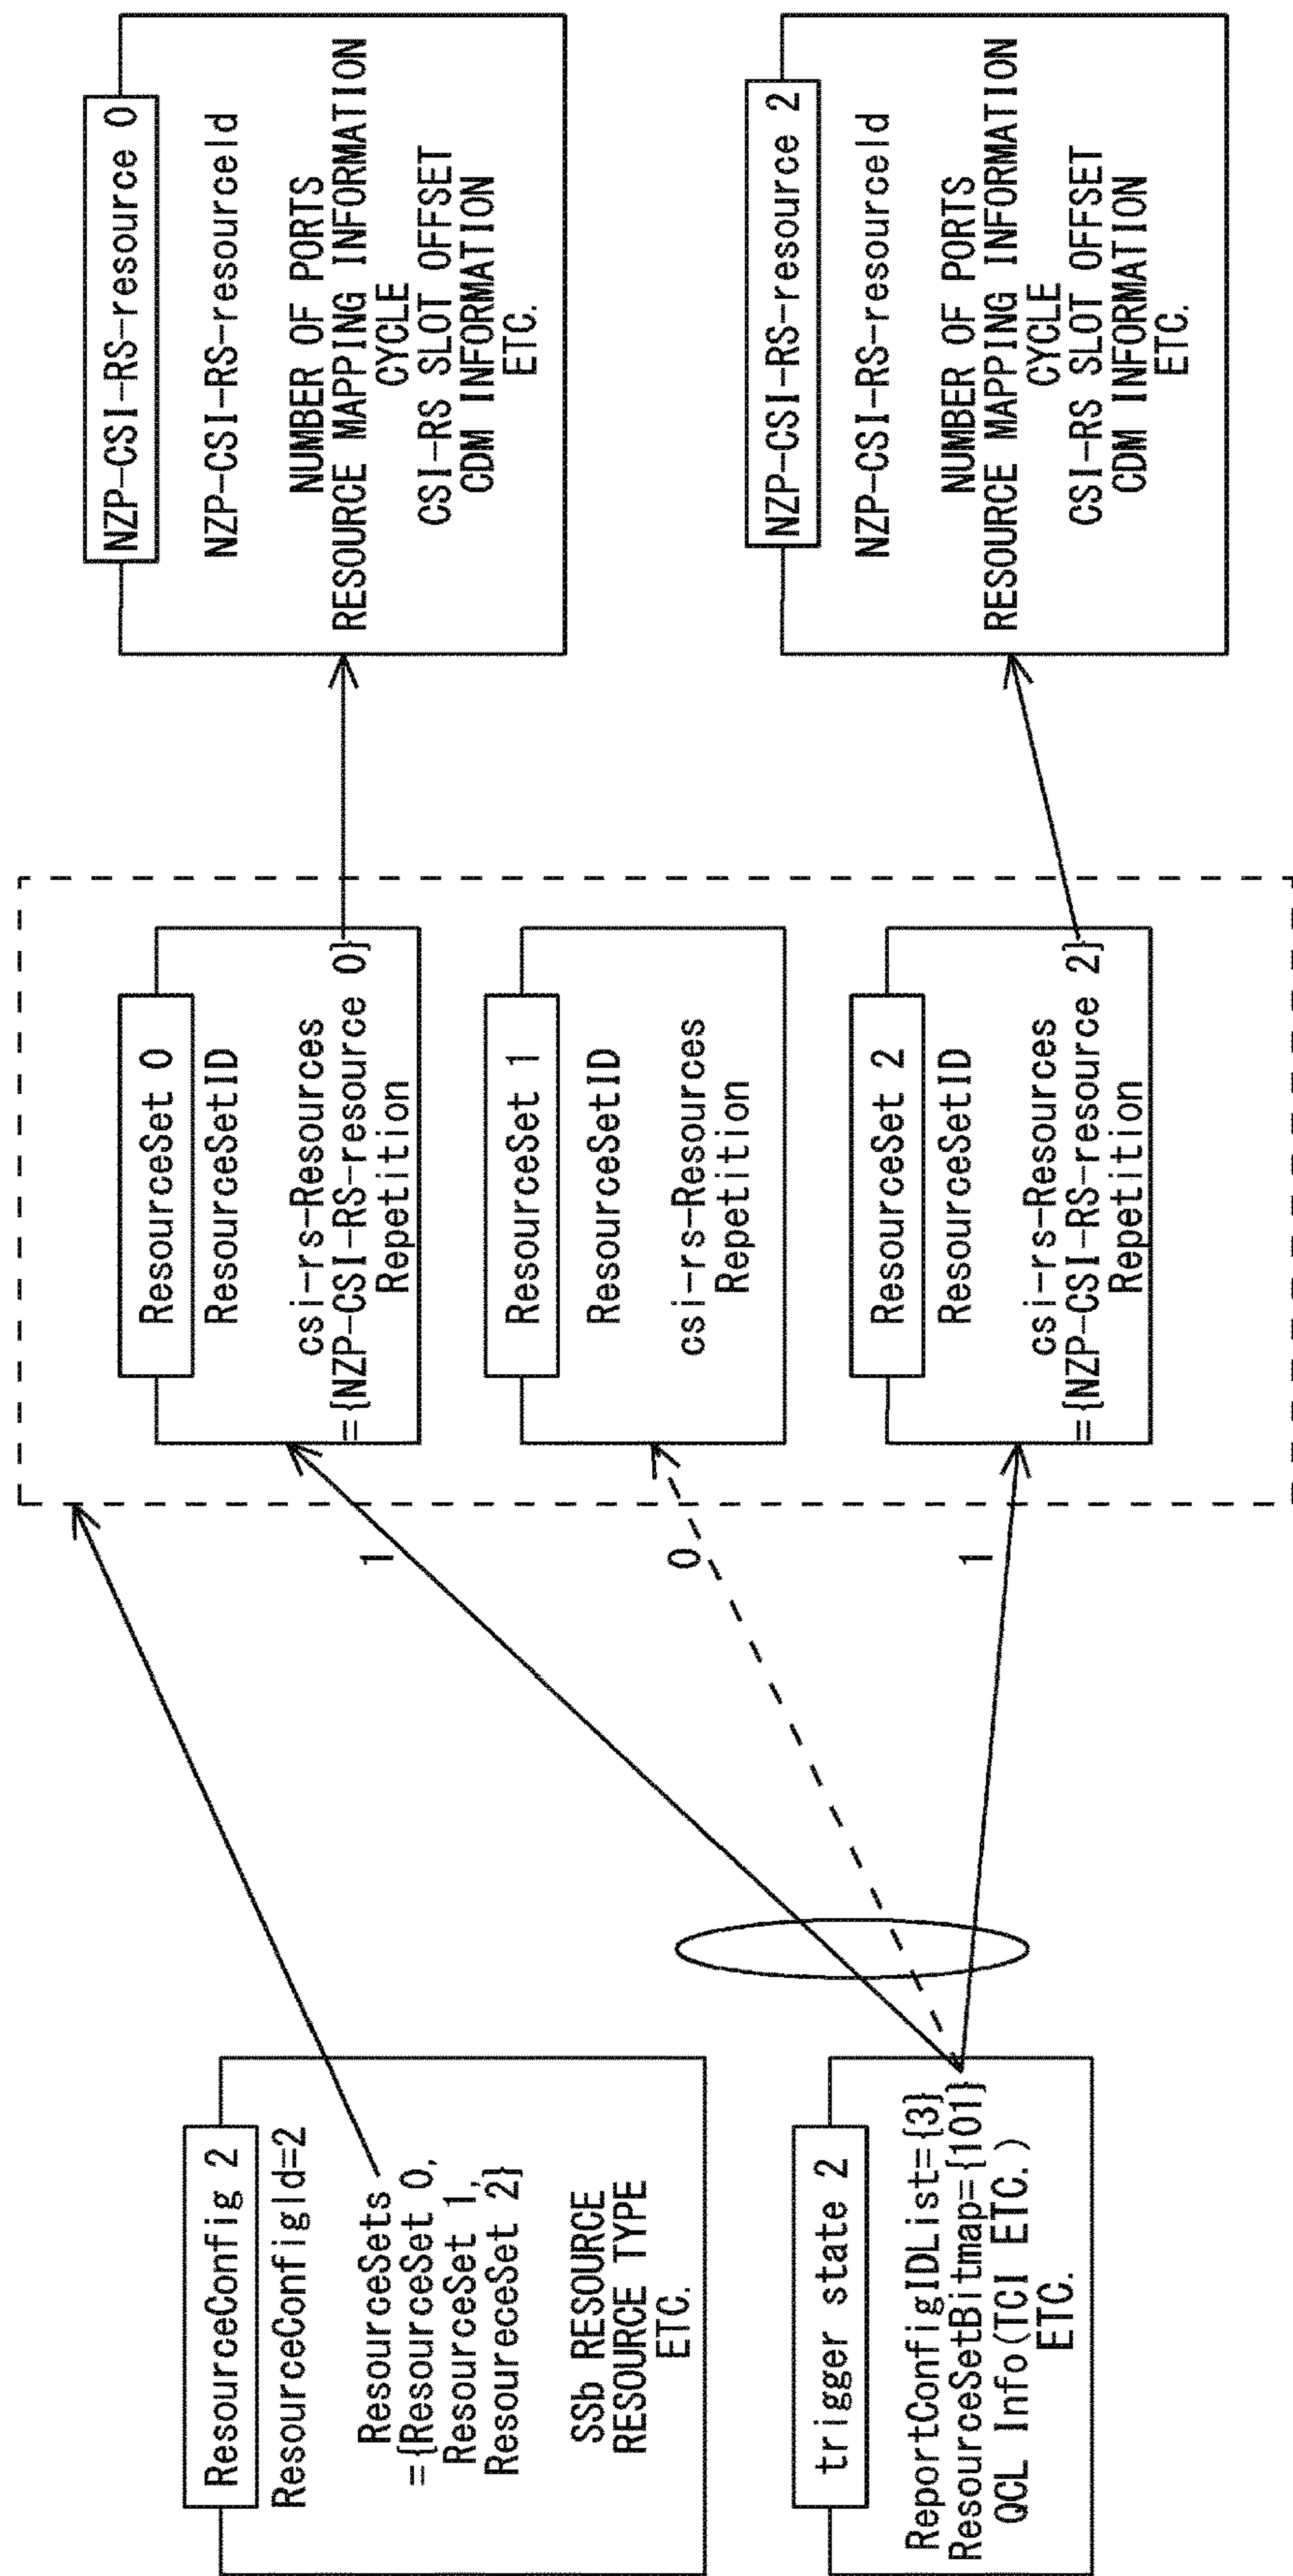 ResourceConfig 2
ResourceConfigId=2
ResourceSets
={ResourceSet 0,
ResourceSet 1,
ResoureceSet 2}
SSb RESOURCE
RESOURCE TYPE
ETC.
trigger state 2
ReportConfigIDList={3}
ResourceSetBitmap={101}
QCL Info(TCI ETC.)
ETC.
1
0
1
ResourceSet 0
ResourceSetID
csi-rs-Resources
={NZP-CSI-RS-resource 0}
Repetition
ResourceSet 1
ResourceSetID
csi-rs-Resources
Repetition
ResourceSet 2
ResourceSetID
csi-rs-Resources
={NZP-CSI-RS-resource 2}
Repetition
NZP-CSI-RS-resource 0
NZP-CSI-RS-resourceId
NUMBER OF PORTS
RESOURCE MAPPING INFORMATION
CYCLE
CSI-RS SLOT OFFSET
CDM INFORMATION
ETC.
NZP-CSI-RS-resource 2
NZP-CSI-RS-resourceId
NUMBER OF PORTS
RESOURCE MAPPING INFORMATION
CYCLE
CSI-RS SLOT OFFSET
CDM INFORMATION
ETC.